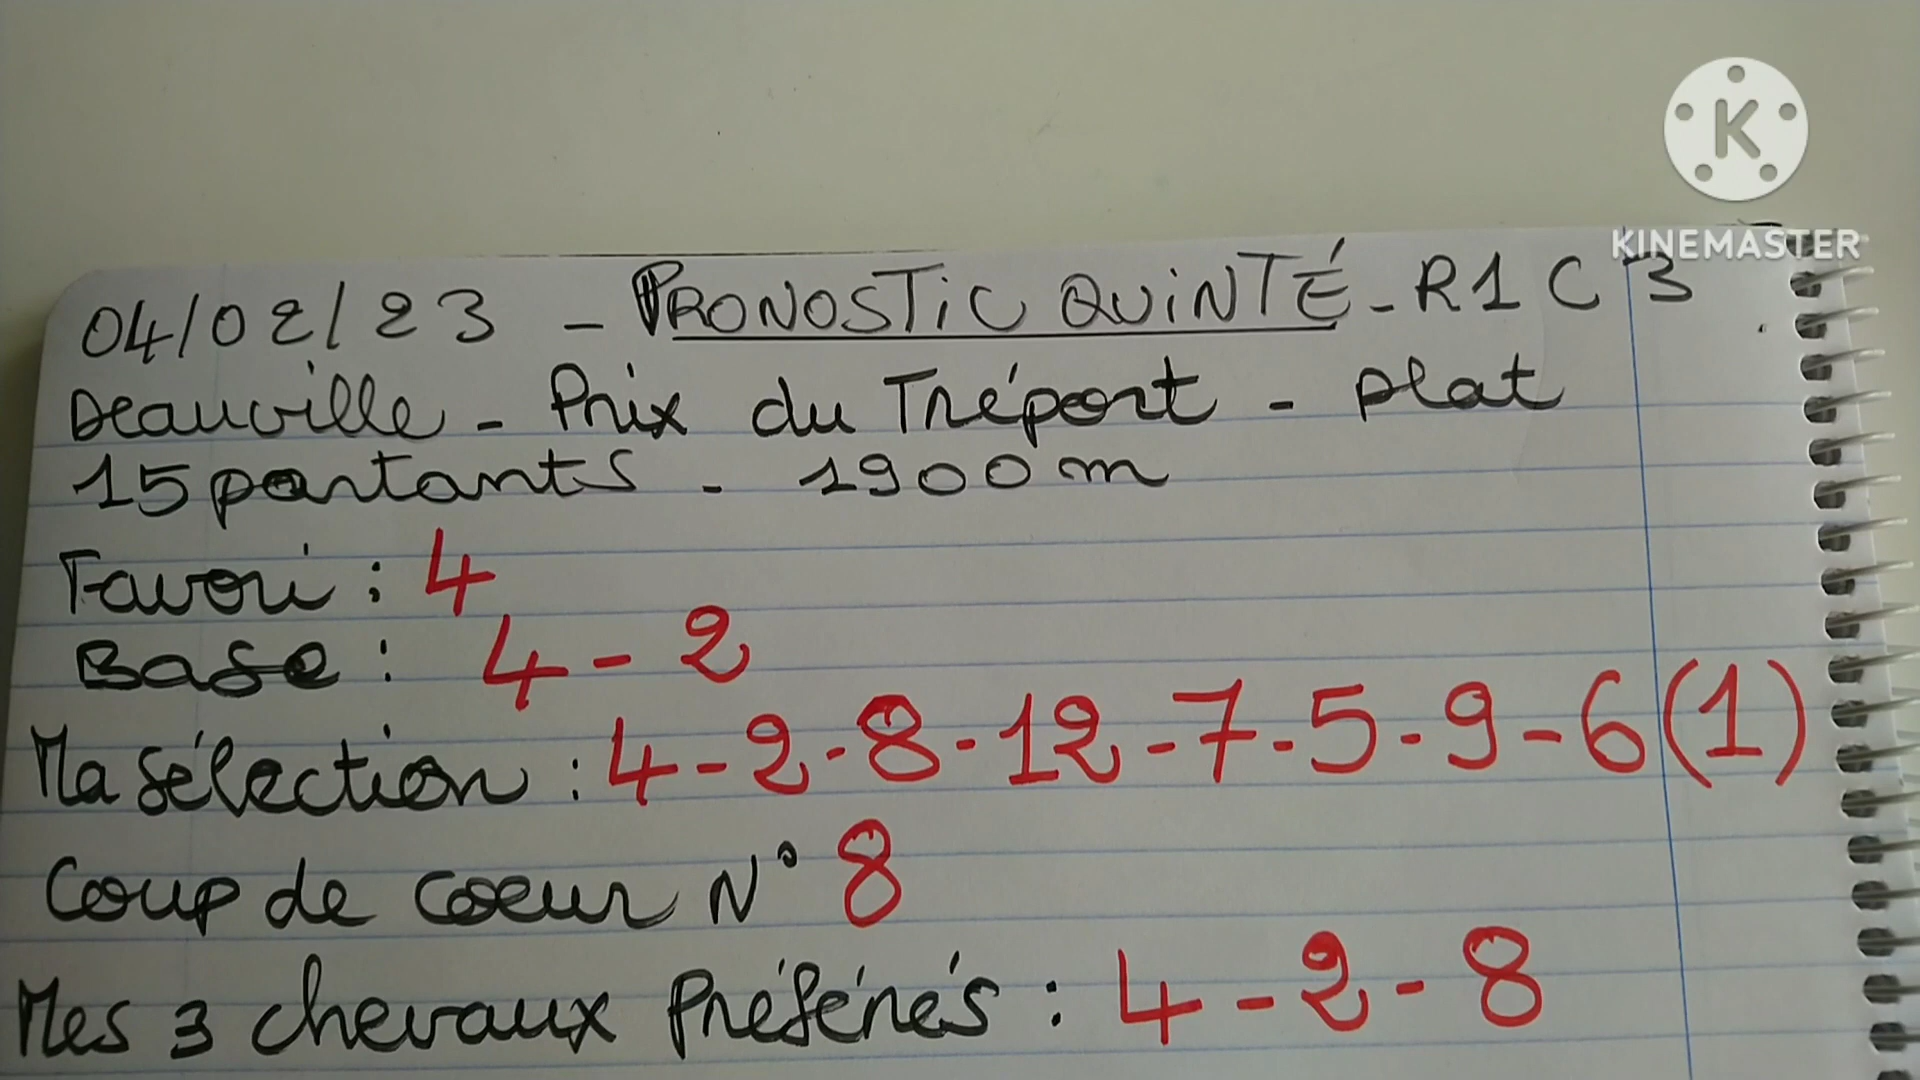 KINEMASTER
04/02/23 - PRONOSTIC QUINTÉ - R1 C3
Deauville - Prix du Tréport - plat
15 partants - 1900 m
Favori : 4
Base : 4 - 2
Ma sélection : 4 - 2 - 8 - 12 - 7 - 5 - 9 - 6 (1)
Coup de coeur N° 8
Mes 3 chevaux préférés : 4 - 2 - 8